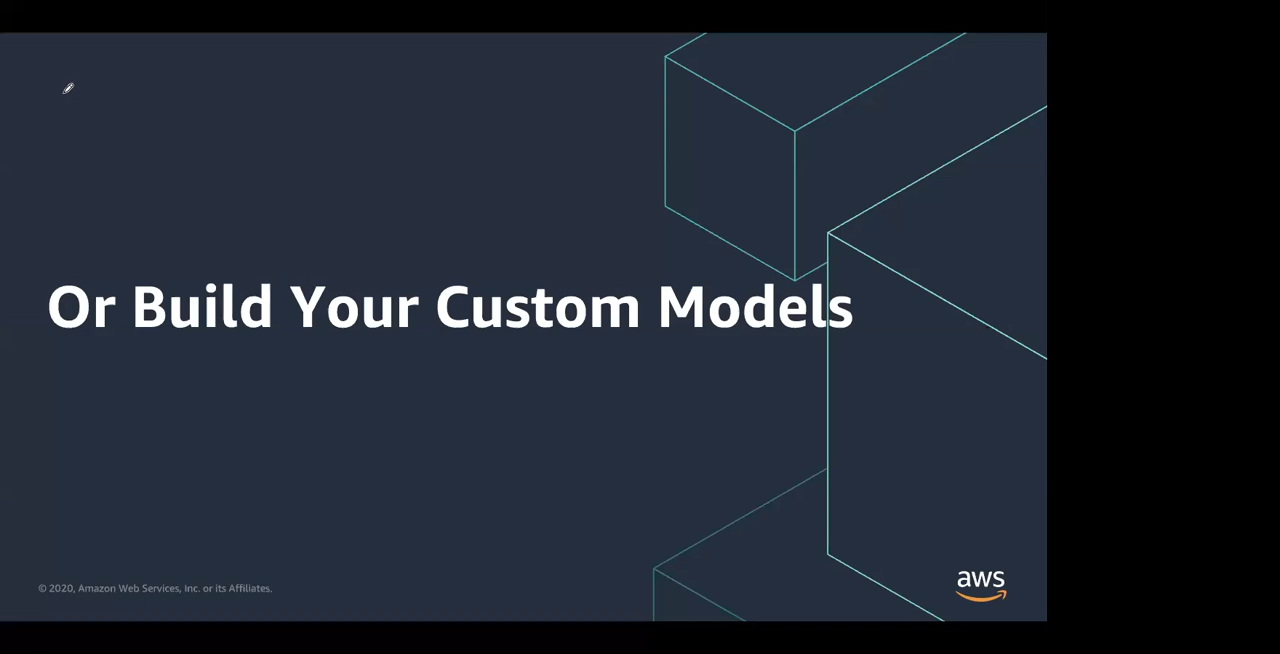 Or Build Your Custom Models
© 2020, Amazon Web Services, Inc. or its Affiliates.
aws